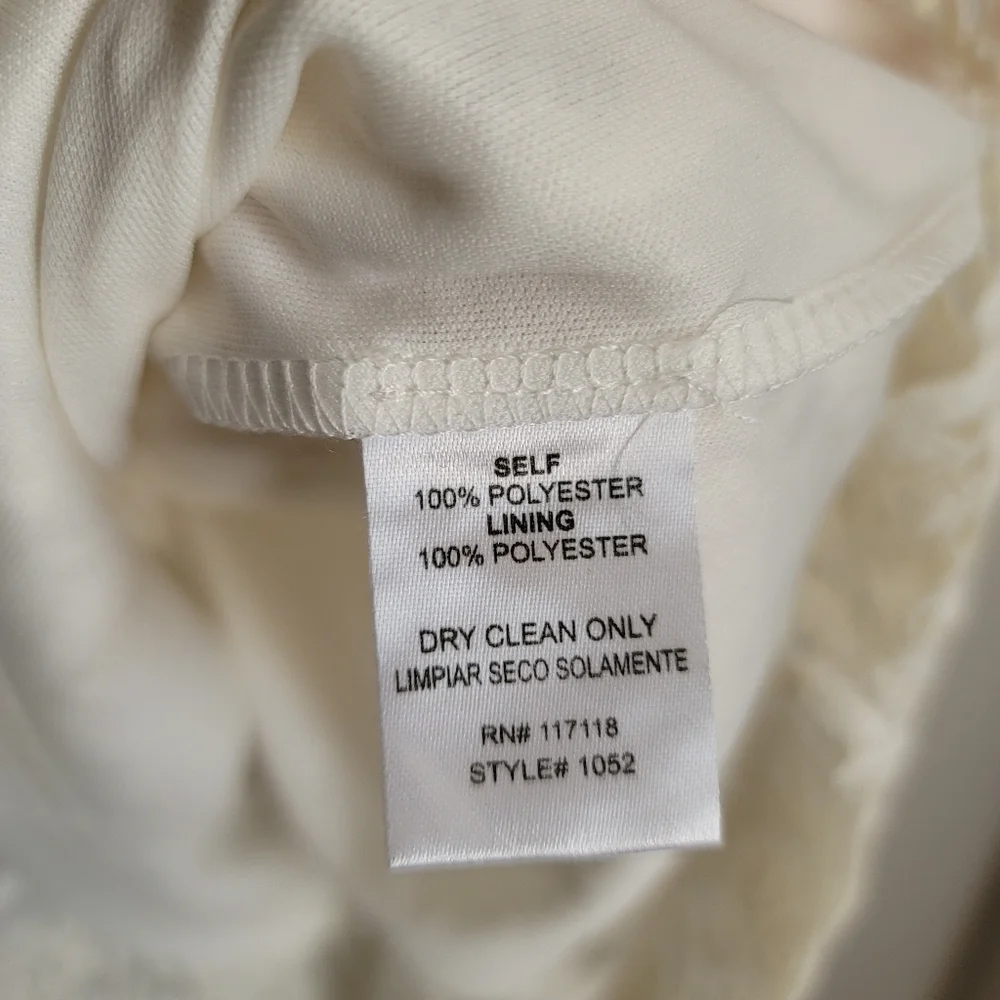 SELF
100% POLYESTER
LINING
100% POLYESTER
DRY CLEAN ONLY
LIMPIAR SECO SOLAMENTE
RN# 117118
STYLE# 1052